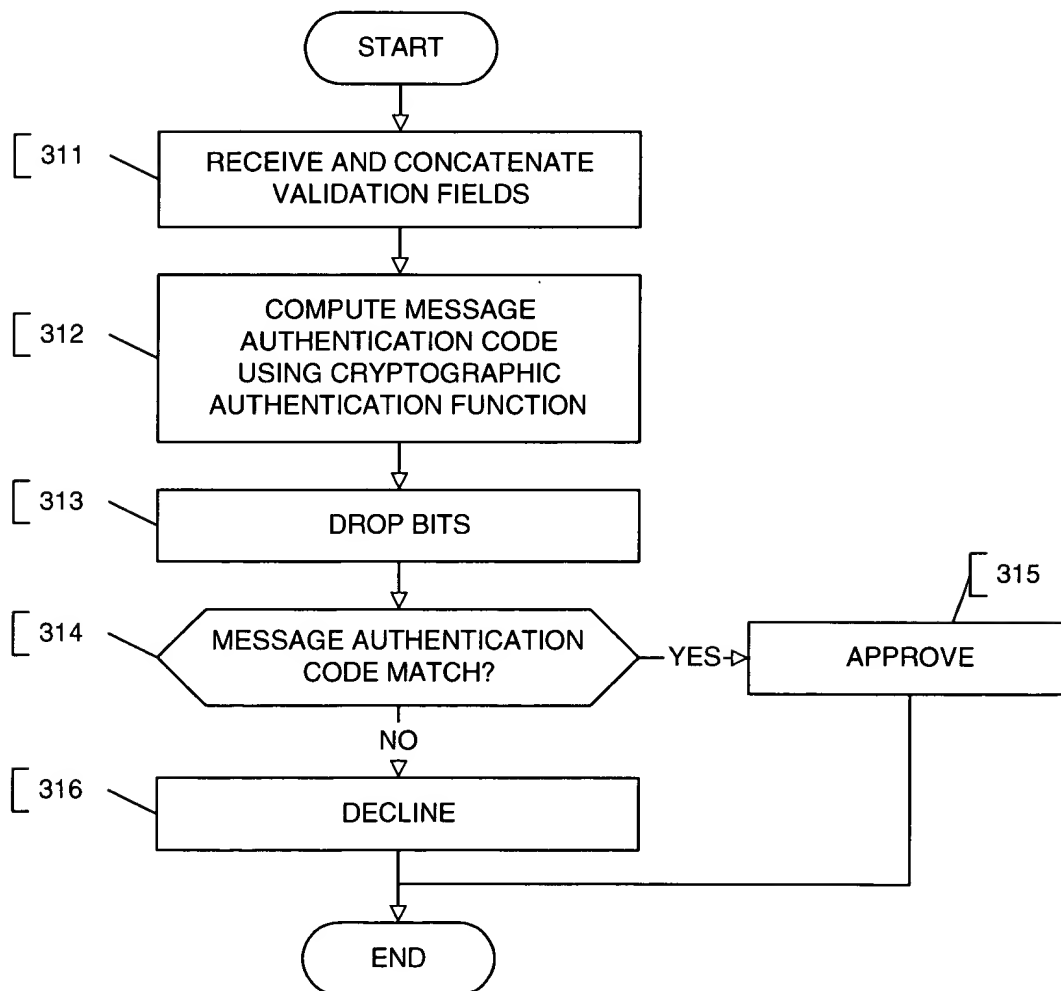 START
311
RECEIVE AND CONCATENATE
VALIDATION FIELDS
312
COMPUTE MESSAGE
AUTHENTICATION CODE
USING CRYPTOGRAPHIC
AUTHENTICATION FUNCTION
313
DROP BITS
315
314
MESSAGE AUTHENTICATION
CODE MATCH?
YES
APPROVE
NO
316
DECLINE
END